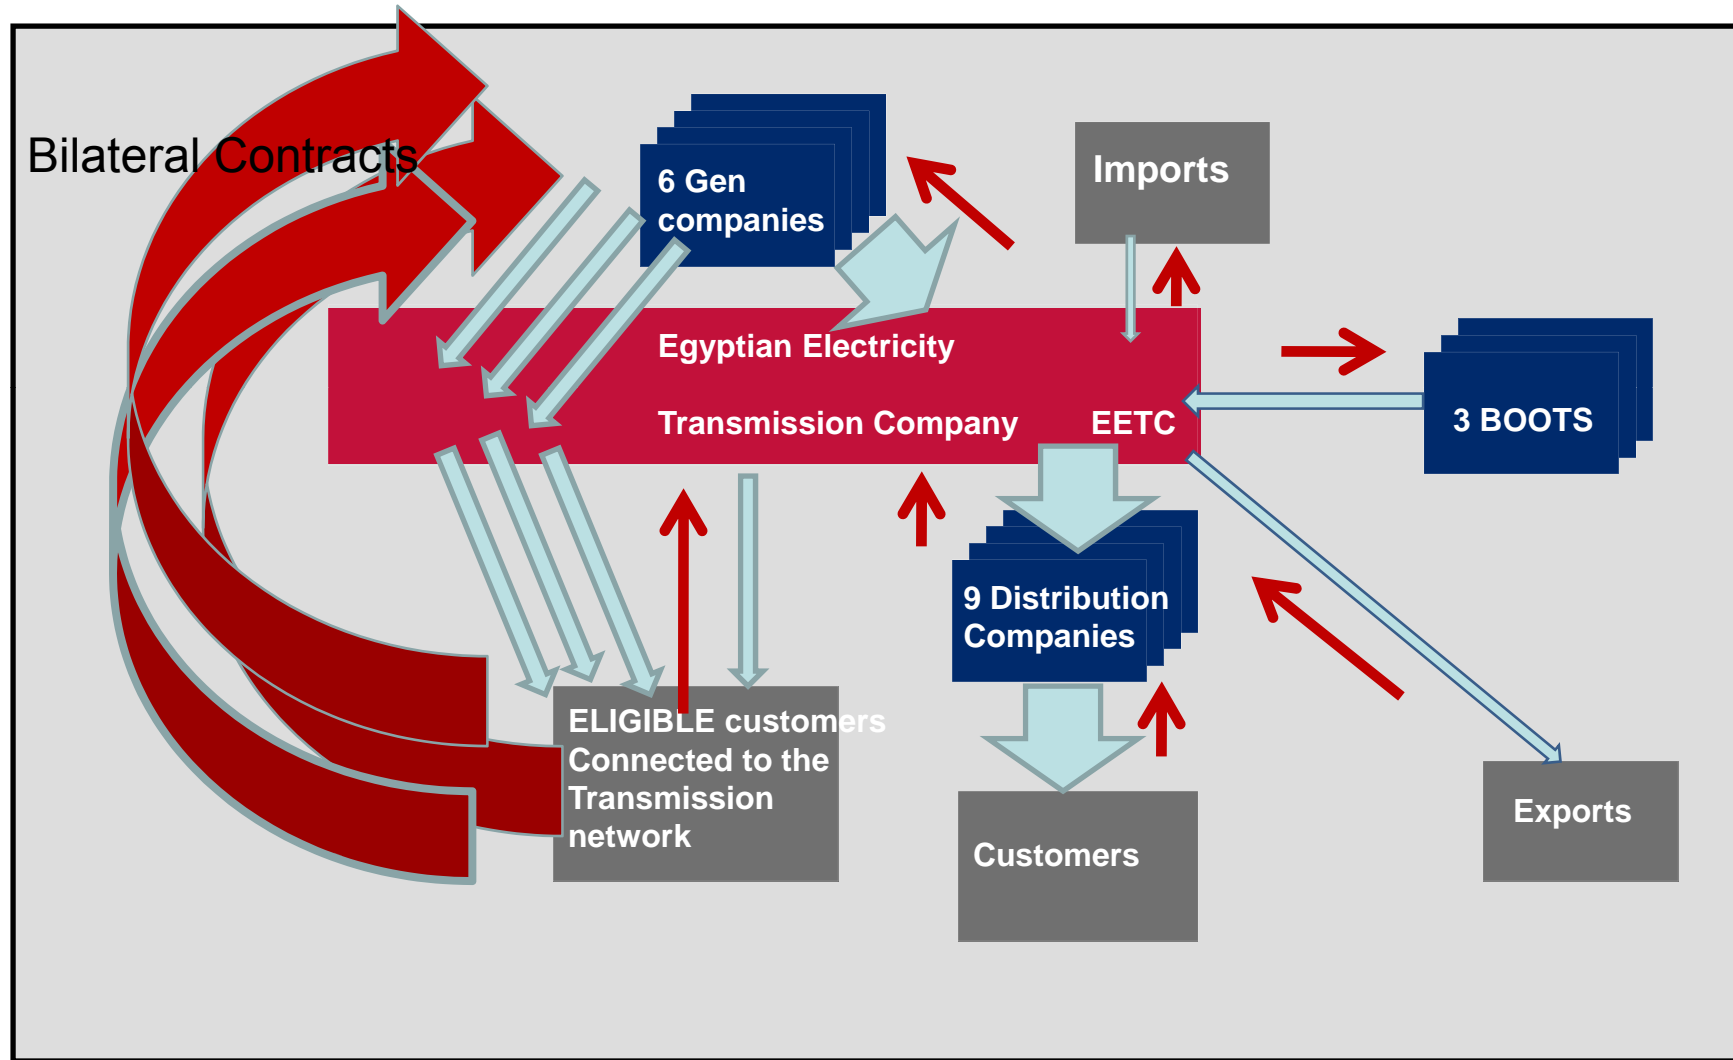 Bilateral Contracts
6 Gen
companies
Imports
Egyptian Electricity
Transmission Company EETC
3 BOOTS
9 Distribution
Companies
ELIGIBLE customers
Connected to the
Transmission
network
Customers
Exports